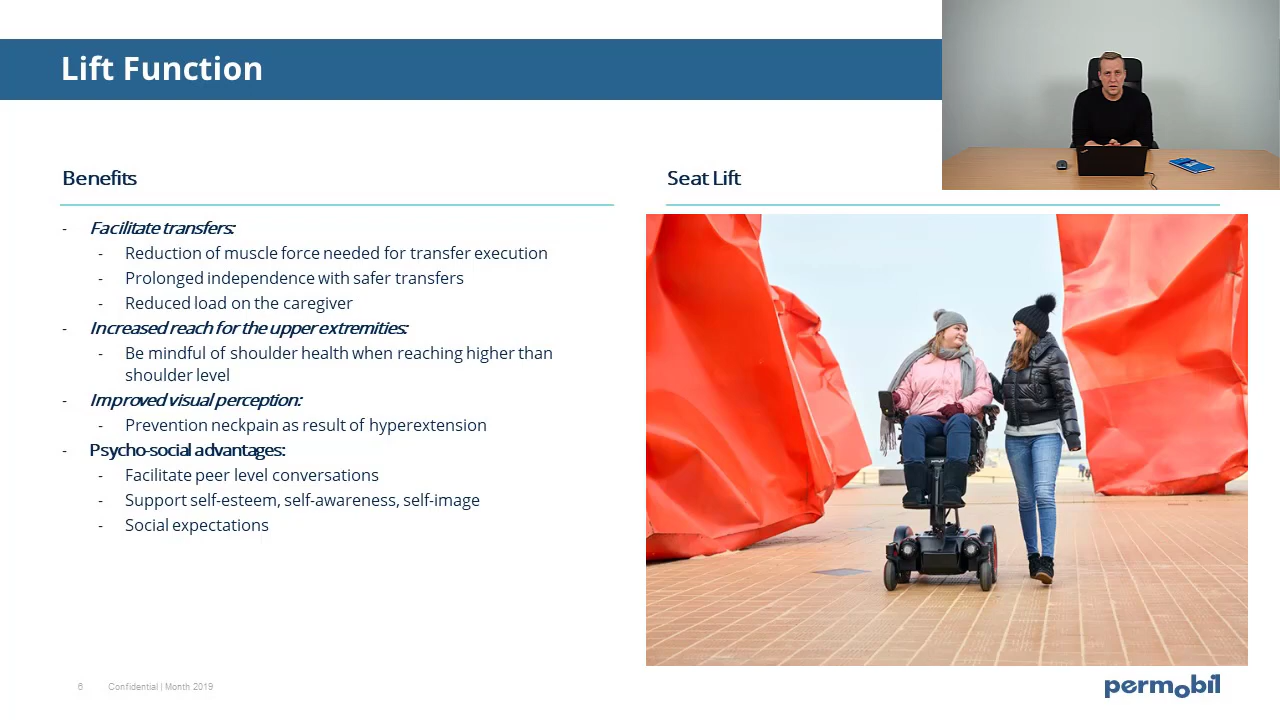 Lift Function
Benefits
- Facilitate transfers:
- Reduction of muscle force needed for transfer execution
- Prolonged independence with safer transfers
- Reduced load on the caregiver
- Increased reach for the upper extremities:
- Be mindful of shoulder health when reaching higher than
shoulder level
- Improved visual perception:
- Prevention neckpain as result of hyperextension
- Psycho-social advantages:
- Facilitate peer level conversations
- Support self-esteem, self-awareness, self-image
- Social expectations
Seat Lift
6 Confidential | Month 2019
permobil